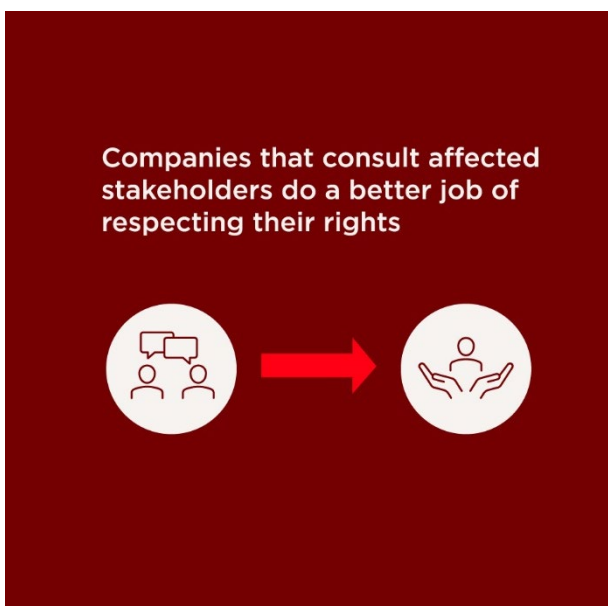 Companies that consult affected
stakeholders do a better job of
respecting their rights